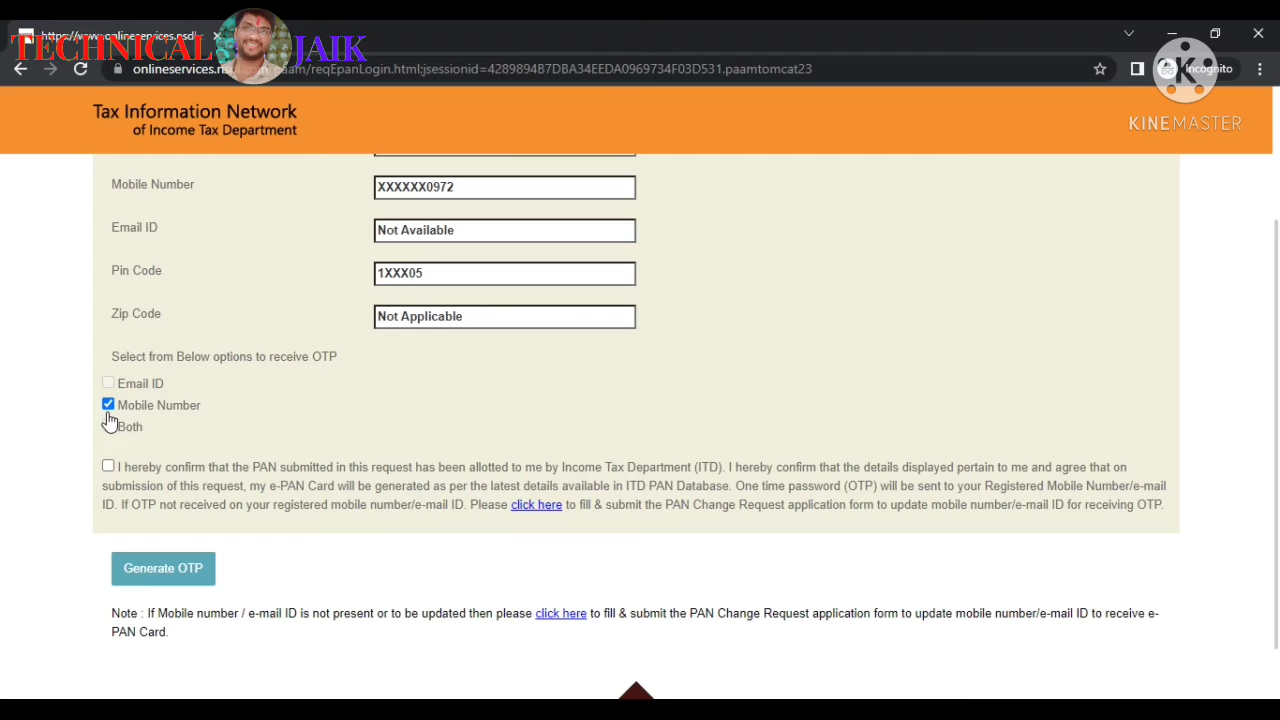 https://www.onlineservices.nsdl
TECHNICAL JAIK
onlineservices.nsdl.com paam/reqEpanLogin.html;jsessionid=4289894B7DBA34EEDA0969734F03D531.paamtomcat23
Incognito
K
KINEMASTER
Tax Information Network
of Income Tax Department
Mobile Number XXXXXX0972
Email ID Not Available
Pin Code 1XXX05
Zip Code Not Applicable
Select from Below options to receive OTP
Email ID
Mobile Number
Both
I hereby confirm that the PAN submitted in this request has been allotted to me by Income Tax Department (ITD). I hereby confirm that the details displayed pertain to me and agree that on
submission of this request, my e-PAN Card will be generated as per the latest details available in ITD PAN Database. One time password (OTP) will be sent to your Registered Mobile Number/e-mail
ID. If OTP not received on your registered mobile number/e-mail ID. Please click here to fill & submit the PAN Change Request application form to update mobile number/e-mail ID for receiving OTP.
Generate OTP
Note : If Mobile number / e-mail ID is not present or to be updated then please click here to fill & submit the PAN Change Request application form to update mobile number/e-mail ID to receive e-
PAN Card.